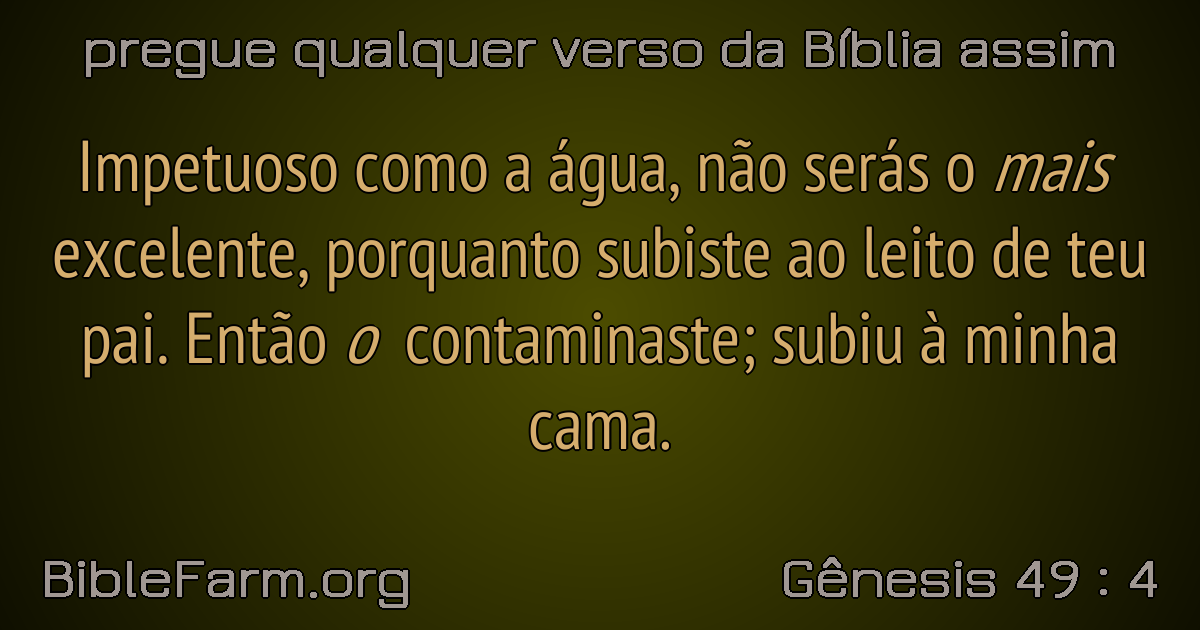 pregue qualquer verso da Bíblia assim
Impetuoso como a água, não serás o mais
excelente, porquanto subiste ao leito de teu
pai. Então o contaminaste; subiu à minha
cama.
BibleFarm.org
Gênesis 49 : 4